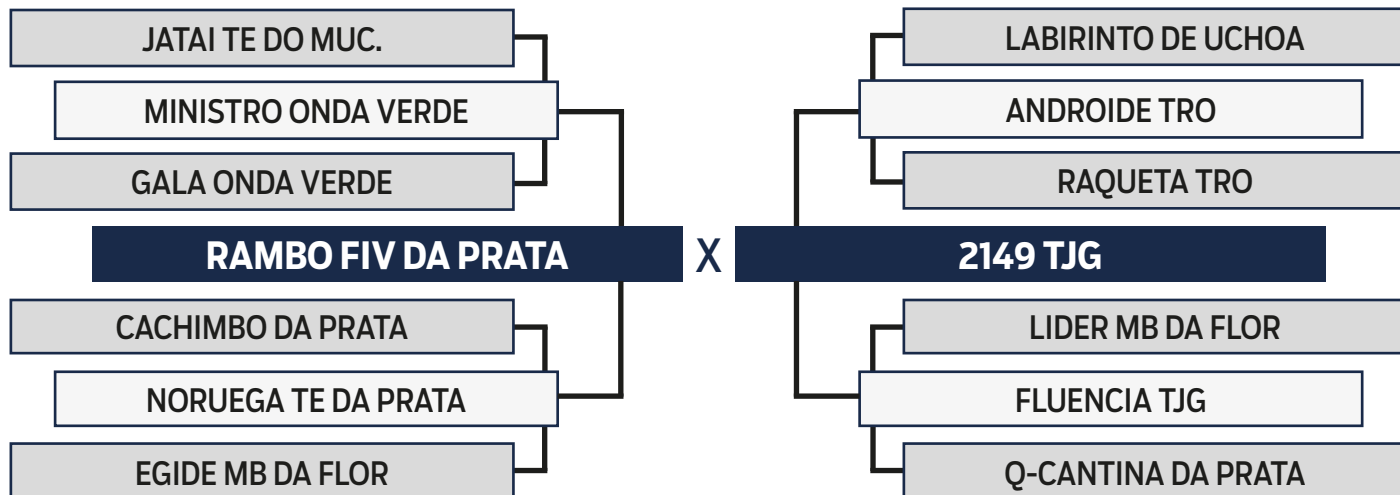 JATAI TE DO MUC.
MINISTRO ONDA VERDE
GALA ONDA VERDE
RAMBO FIV DA PRATA
CACHIMBO DA PRATA
NORUEGA TE DA PRATA
EGIDE MB DA FLOR
X
LABIRINTO DE UCHOA
ANDROIDE TRO
RAQUETA TRO
2149 TJG
LIDER MB DA FLOR
FLUENCIA TJG
Q-CANTINA DA PRATA